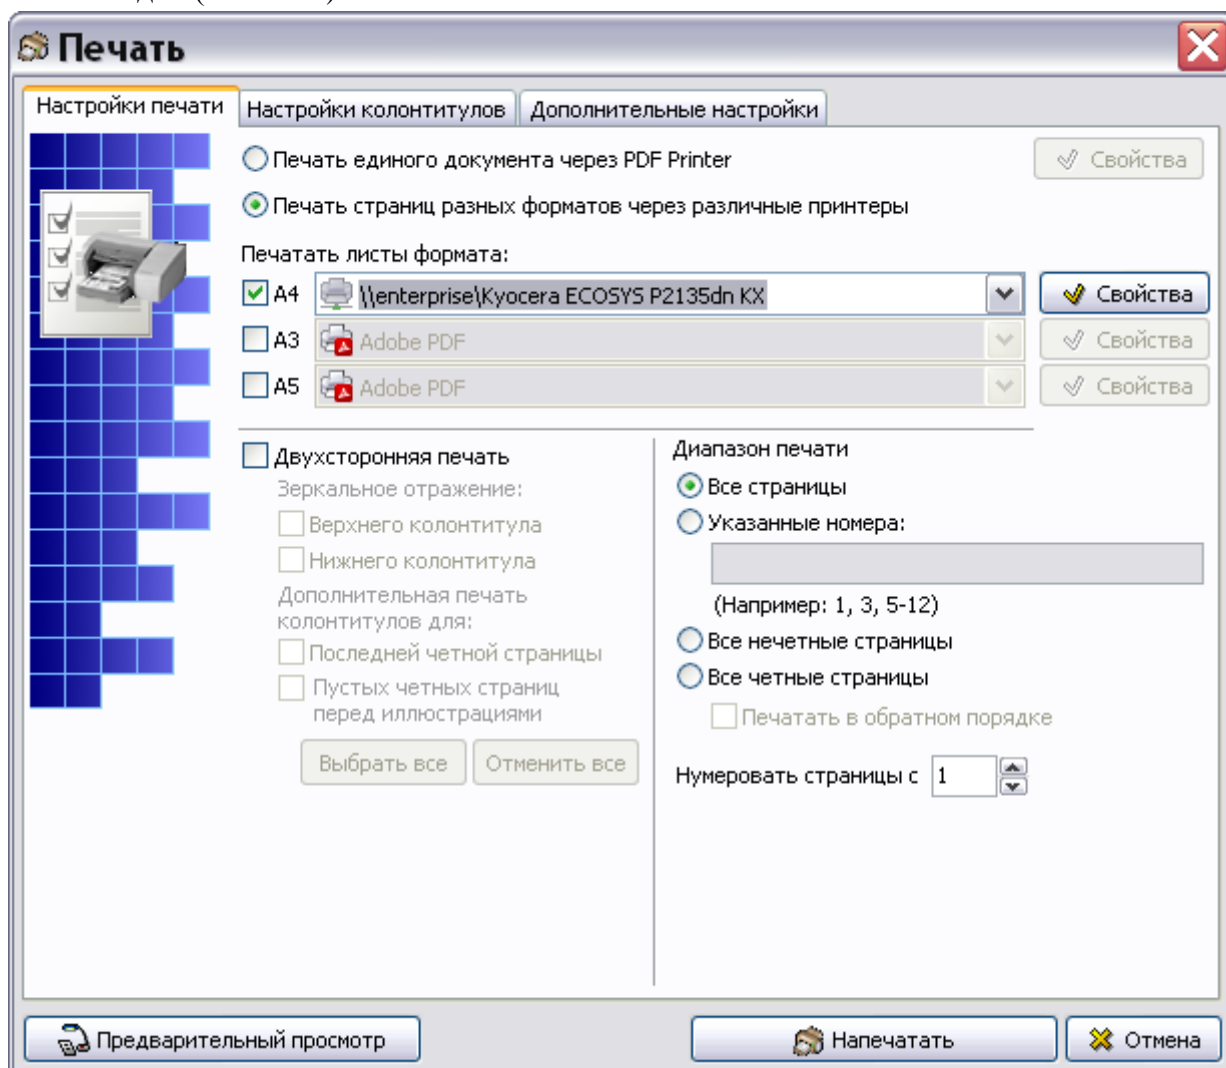 Печать
Настройки печати
Настройки колонтитулов
Дополнительные настройки
Печать единого документа через PDF Printer
Свойства
Печать страниц разных форматов через различные принтеры
Печатать листы формата:
A4 \\enterprise\Kyocera ECOSYS P2135dn KX Свойства
A3 Adobe PDF Свойства
A5 Adobe PDF Свойства
Двухсторонняя печать
Зеркальное отражение:
Верхнего колонтитула
Нижнего колонтитула
Дополнительная печать
колонтитулов для:
Последней четной страницы
Пустых четных страниц
перед иллюстрациями
Выбрать все
Отменить все
Диапазон печати
Все страницы
Указанные номера:
(Например: 1, 3, 5-12)
Все нечетные страницы
Все четные страницы
Печатать в обратном порядке
Нумеровать страницы с 1
Предварительный просмотр
Напечатать
Отмена